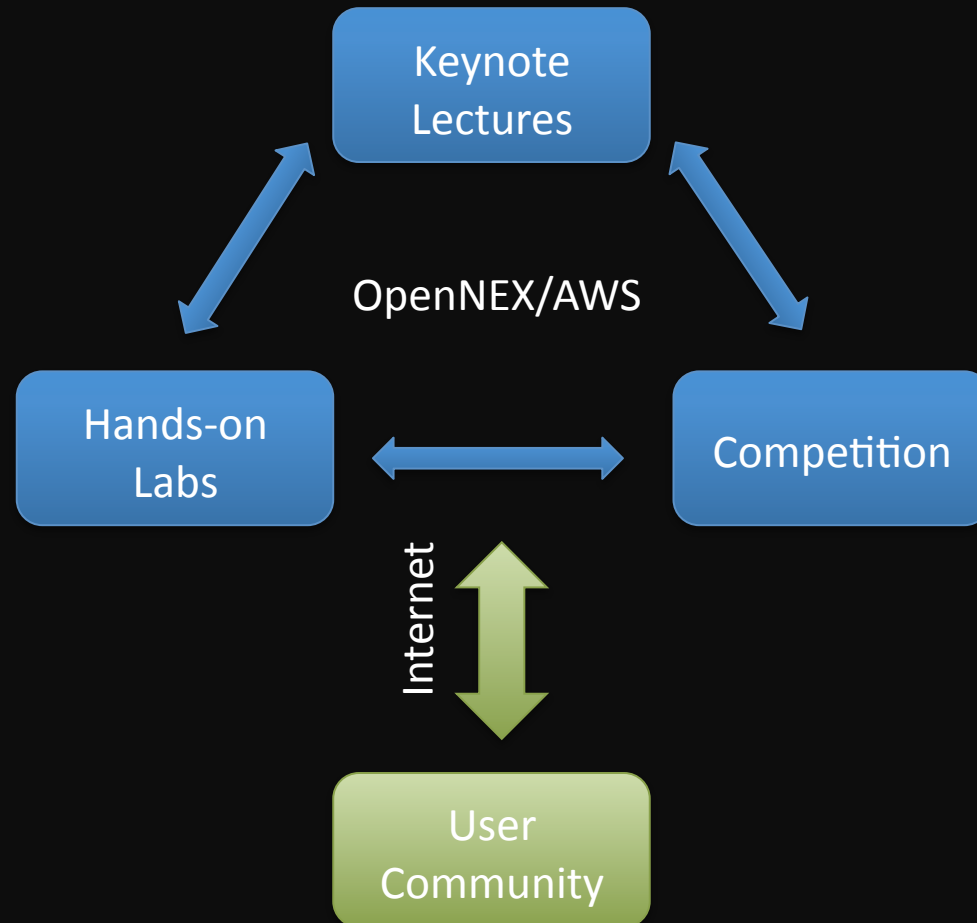 Keynote
Lectures
OpenNEX/AWS
Hands-on
Labs
Competition
Internet
User
Community